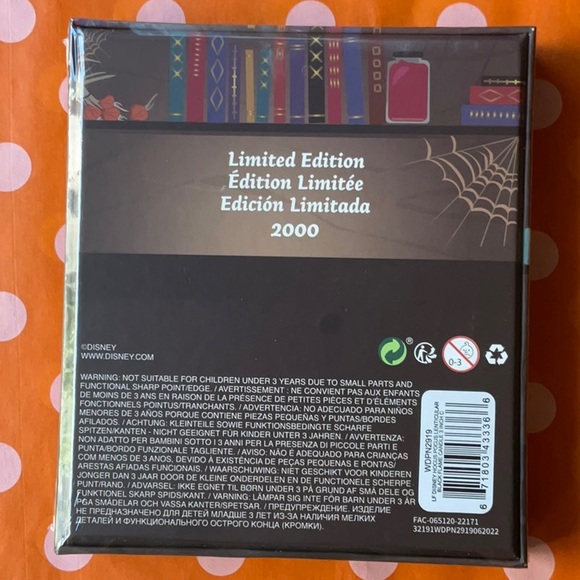 Limited Edition
Édition Limitée
Edición Limitada
2000
©DISNEY
WWW.DISNEY.COM
0-3
WARNING: NOT SUITABLE FOR CHILDREN UNDER 3 YEARS DUE TO SMALL PARTS AND
FUNCTIONAL SHARP POINT/EDGE. / AVERTISSEMENT : NE CONVIENT PAS AUX ENFANTS
DE MOINS DE 3 ANS EN RAISON DE LA PRÉSENCE DE PETITES PIECES ET D'ÉLÉMENTS
FONCTIONNELS POINTUS/TRANCHANTS. / ADVERTENCIA: NO ADECUADO PARA NIÑOS
MENORES DE 3 AÑOS PORQUE CONTIENE PIEZAS PEQUEÑAS Y PUNTAS/BORDES
AFILADOS. / ACHTUNG: KLEINTEILE SOWIE FUNKTIONSBEDINGTE SCHARFE
SPITZEN/KANTEN - NICHT GEEIGNET FÜR KINDER UNTER 3 JAHREN. / AVVERTENZA:
NON ADATTO PER BAMBINI SOTTO I 3 ANNI PER LA PRESENZA DI PICCOLE PARTI E
PUNTA/BORDO FUNZIONALE TAGLIENTE. / AVISO: NÃO É ADEQUADO PARA CRIANÇAS
COM MENOS DE 3 ANOS, DEVIDO À EXISTÊNCIA DE PEÇAS PEQUENAS E PONTAS/
ARESTAS AFIADAS FUNCIONAIS. / WAARSCHUWING: NIET GESCHIKT VOOR KINDEREN
JONGER DAN 3 JAAR DOOR DE KLEINE ONDERDELEN EN DE FUNCTIONELE SCHERPE
PUNT/RAND. / ADVARSEL: IKKE EGNET TIL BØRN UNDER 3 PÅ GRUND AF SMÅ DELE OG
FUNKTIONEL SKARP SPIDS/KANT. / VARNING: LÄMPAR SIG INTE FÖR BARN UNDER 3 ÅR
PGA SMÅDELAR OCH VASSA KANTER/SPETSAR. / ПРЕДУПРЕЖДЕНИЕ. ИЗДЕЛИЕ
НЕ ПРЕДНАЗНАЧЕНО ДЛЯ ДЕТЕЙ МЛАДШЕ 3 ЛЕТ ИЗ-ЗА НАЛИЧИЯ МЕЛКИХ
ДЕТАЛЕЙ И ФУНКЦИОНАЛЬНОГО ОСТРОГО КОНЦА (КРОМКИ).
LF DISNEY HOCUS POCUS LENTICULAR
WDPN2919
6 71803 43336 6
FAC-065120-22171
32191WDPN2919062022